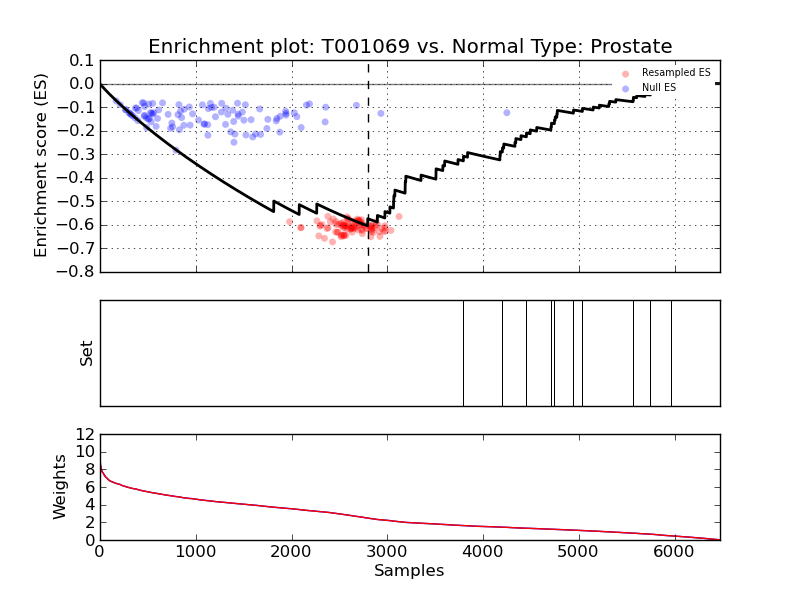 Enrichment plot: T001069 vs. Normal Type: Prostate
Enrichment score (ES)
0.1
0.0
−0.1
−0.2
−0.3
−0.4
−0.5
−0.6
−0.7
−0.8
Resampled ES
Null ES
Set
Weights
12
10
8
6
4
2
0
0 1000 2000 3000 4000 5000 6000
Samples